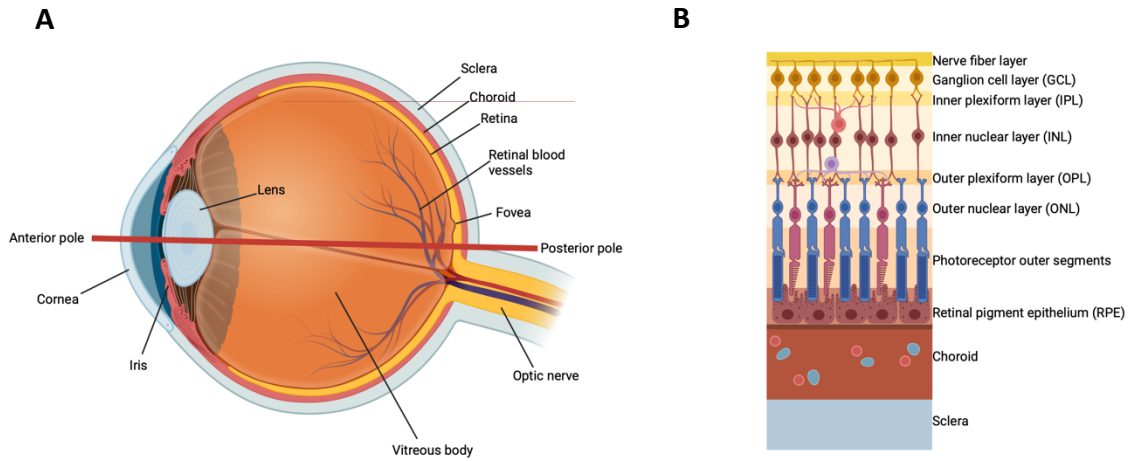 A
Sclera
Choroid
Retina
Retinal blood
vessels
Lens
Fovea
Anterior pole
Posterior pole
Cornea
Iris
Optic nerve
Vitreous body
B
Nerve fiber layer
Ganglion cell layer (GCL)
Inner plexiform layer (IPL)
Inner nuclear layer (INL)
Outer plexiform layer (OPL)
Outer nuclear layer (ONL)
Photoreceptor outer segments
Retinal pigment epithelium (RPE)
Choroid
Sclera